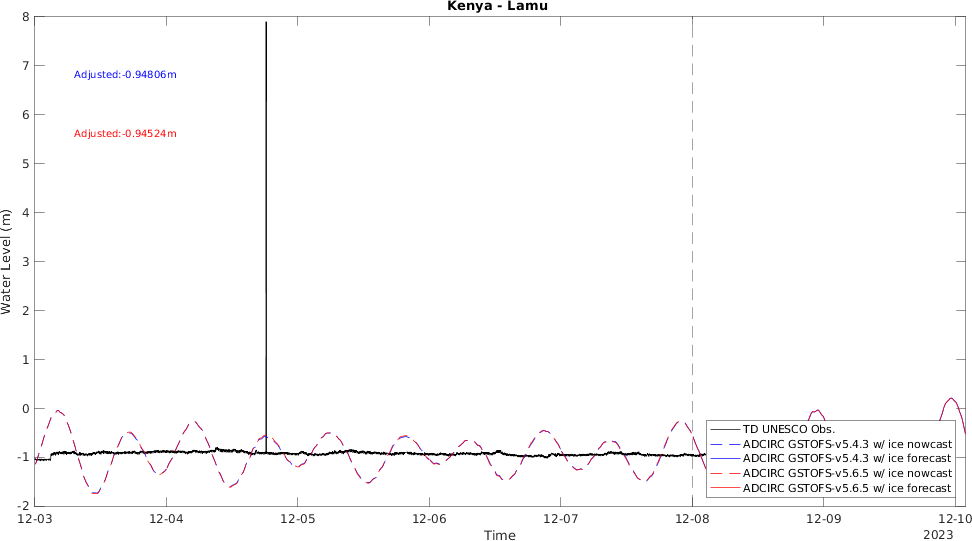 Kenya - Lamu
8
7
6
5
4
3
2
1
0
-1
-2
Water Level (m)
Adjusted:-0.94806m
Adjusted:-0.94524m
TD UNESCO Obs.
ADCIRC GSTOFS-v5.4.3 w/ ice nowcast
ADCIRC GSTOFS-v5.4.3 w/ ice forecast
ADCIRC GSTOFS-v5.6.5 w/ ice nowcast
ADCIRC GSTOFS-v5.6.5 w/ ice forecast
12-03 12-04 12-05 12-06 12-07 12-08 12-09 12-10
Time
2023